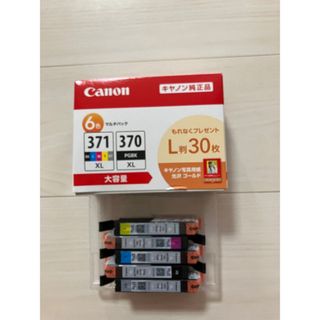 Canon
キヤノン純正品
6色
マルチパック
371
XL
370
PGBK
XL
大容量
もれなくプレゼント
L判30枚
キヤノン写真用紙
光沢 ゴールド